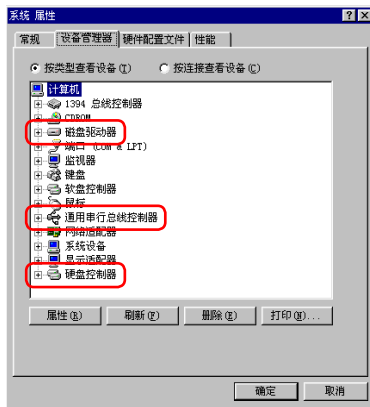 系统 属性
常规 设备管理器 硬件配置文件 性能
按类型查看设备(T) 按连接查看设备(C)
计算机
1394 总线控制器
CDROM
磁盘驱动器
端口 (COM & LPT)
监视器
键盘
软盘控制器
鼠标
通用串行总线控制器
网络适配器
系统设备
显示适配器
硬盘控制器
属性(R) 刷新(F) 删除(E) 打印(N)...
确定 取消